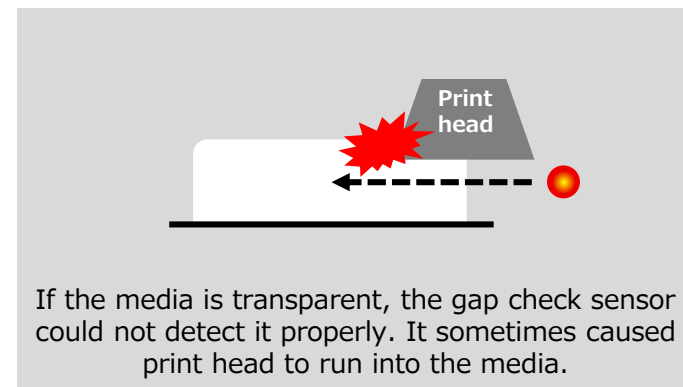 Print
head
If the media is transparent, the gap check sensor
could not detect it properly. It sometimes caused
print head to run into the media.